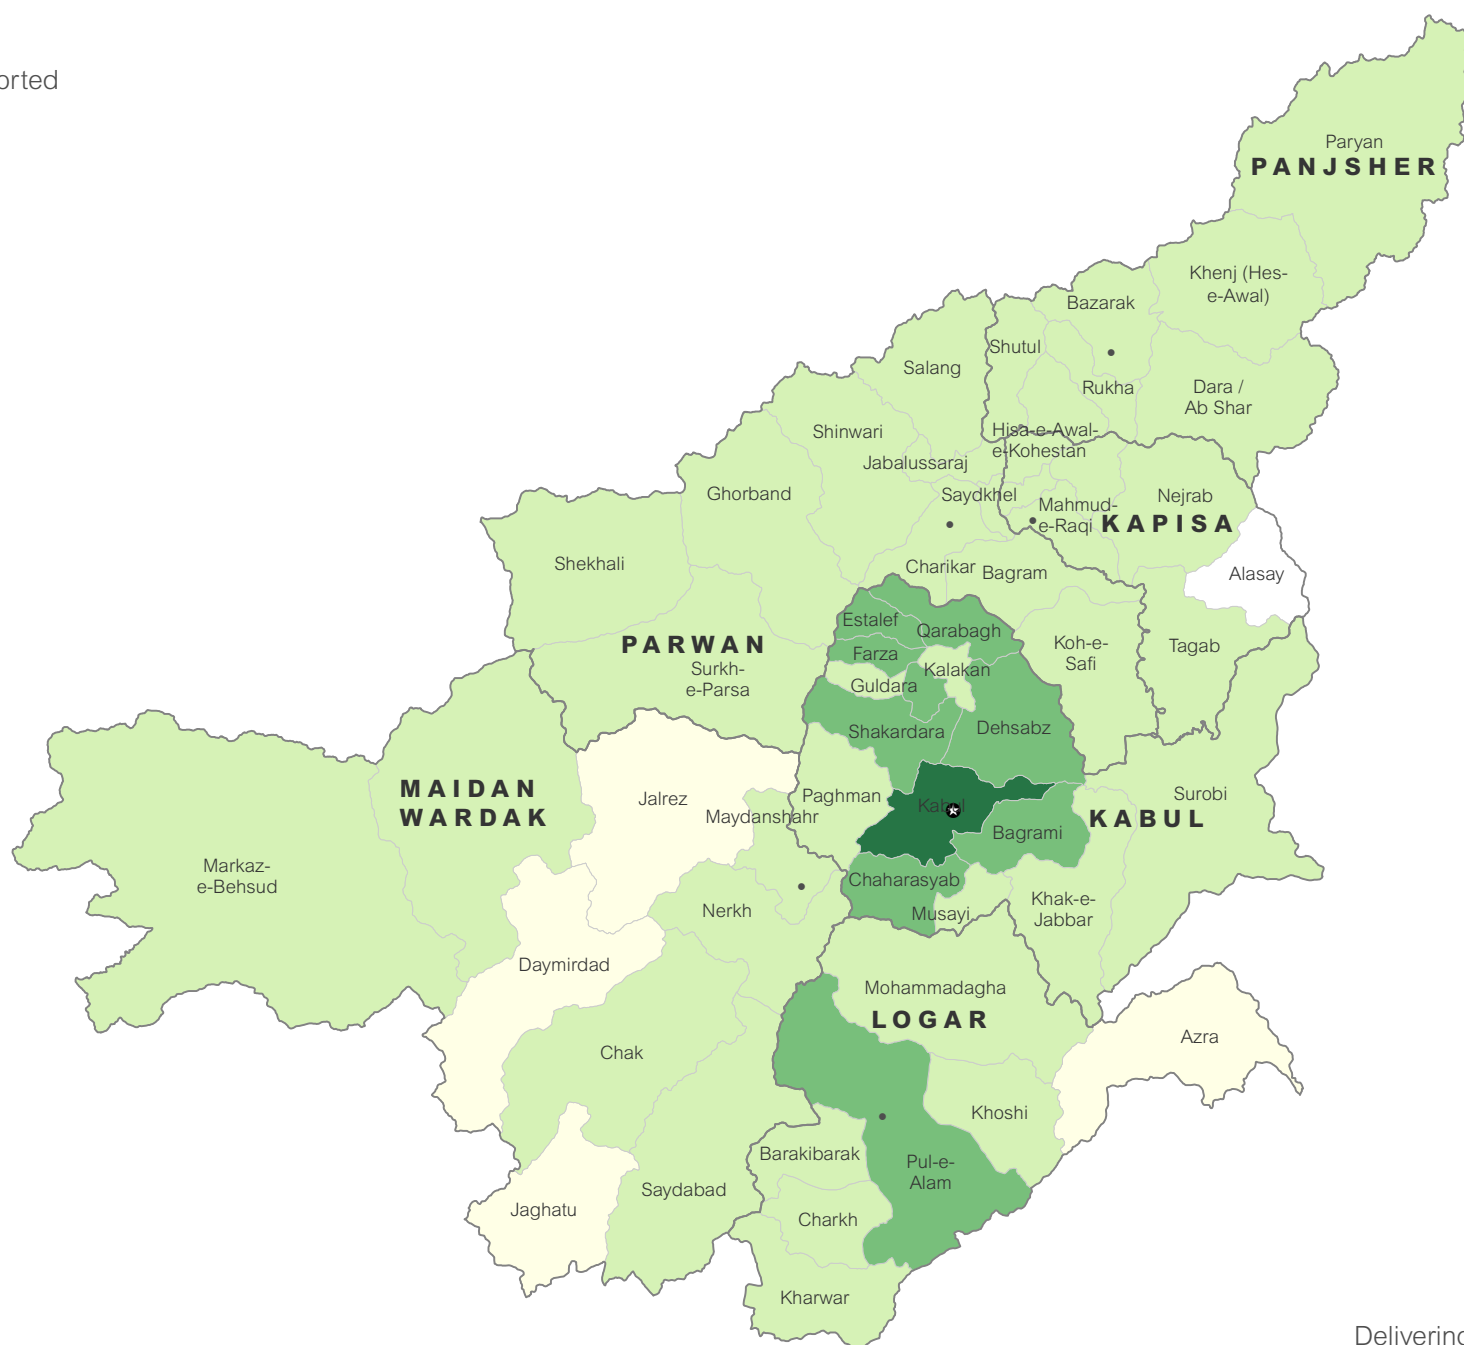 orted
Paryan
PANJSHER
Khenj (Hes-
e-Awal)
Bazarak
Shutul
Salang
Rukha
Dara /
Ab Shar
Shinwari
Hisa-e-Awal-
e-Kohestan
Jabalussaraj
Ghorband
Saydkhel
Nejrab
Mahmud-
e-Raqi
KAPISA
Shekhali
Charikar
Bagram
Alasay
Estalef
Qarabagh
PARWAN
Surkh-
e-Parsa
Farza
Koh-e-
Safi
Tagab
Kalakan
Guldara
Shakardara
Dehsabz
MAIDAN
WARDAK
Jalrez
Maydanshahr
Paghman
Kabul
Surobi
KABUL
Bagrami
Markaz-
e-Behsud
Chaharasyab
Nerkh
Musayi
Khak-e-
Jabbar
Daymirdad
Mohammadagha
LOGAR
Azra
Chak
Khoshi
Barakibarak
Pul-e-
Alam
Saydabad
Jaghatu
Charkh
Kharwar
Delivering